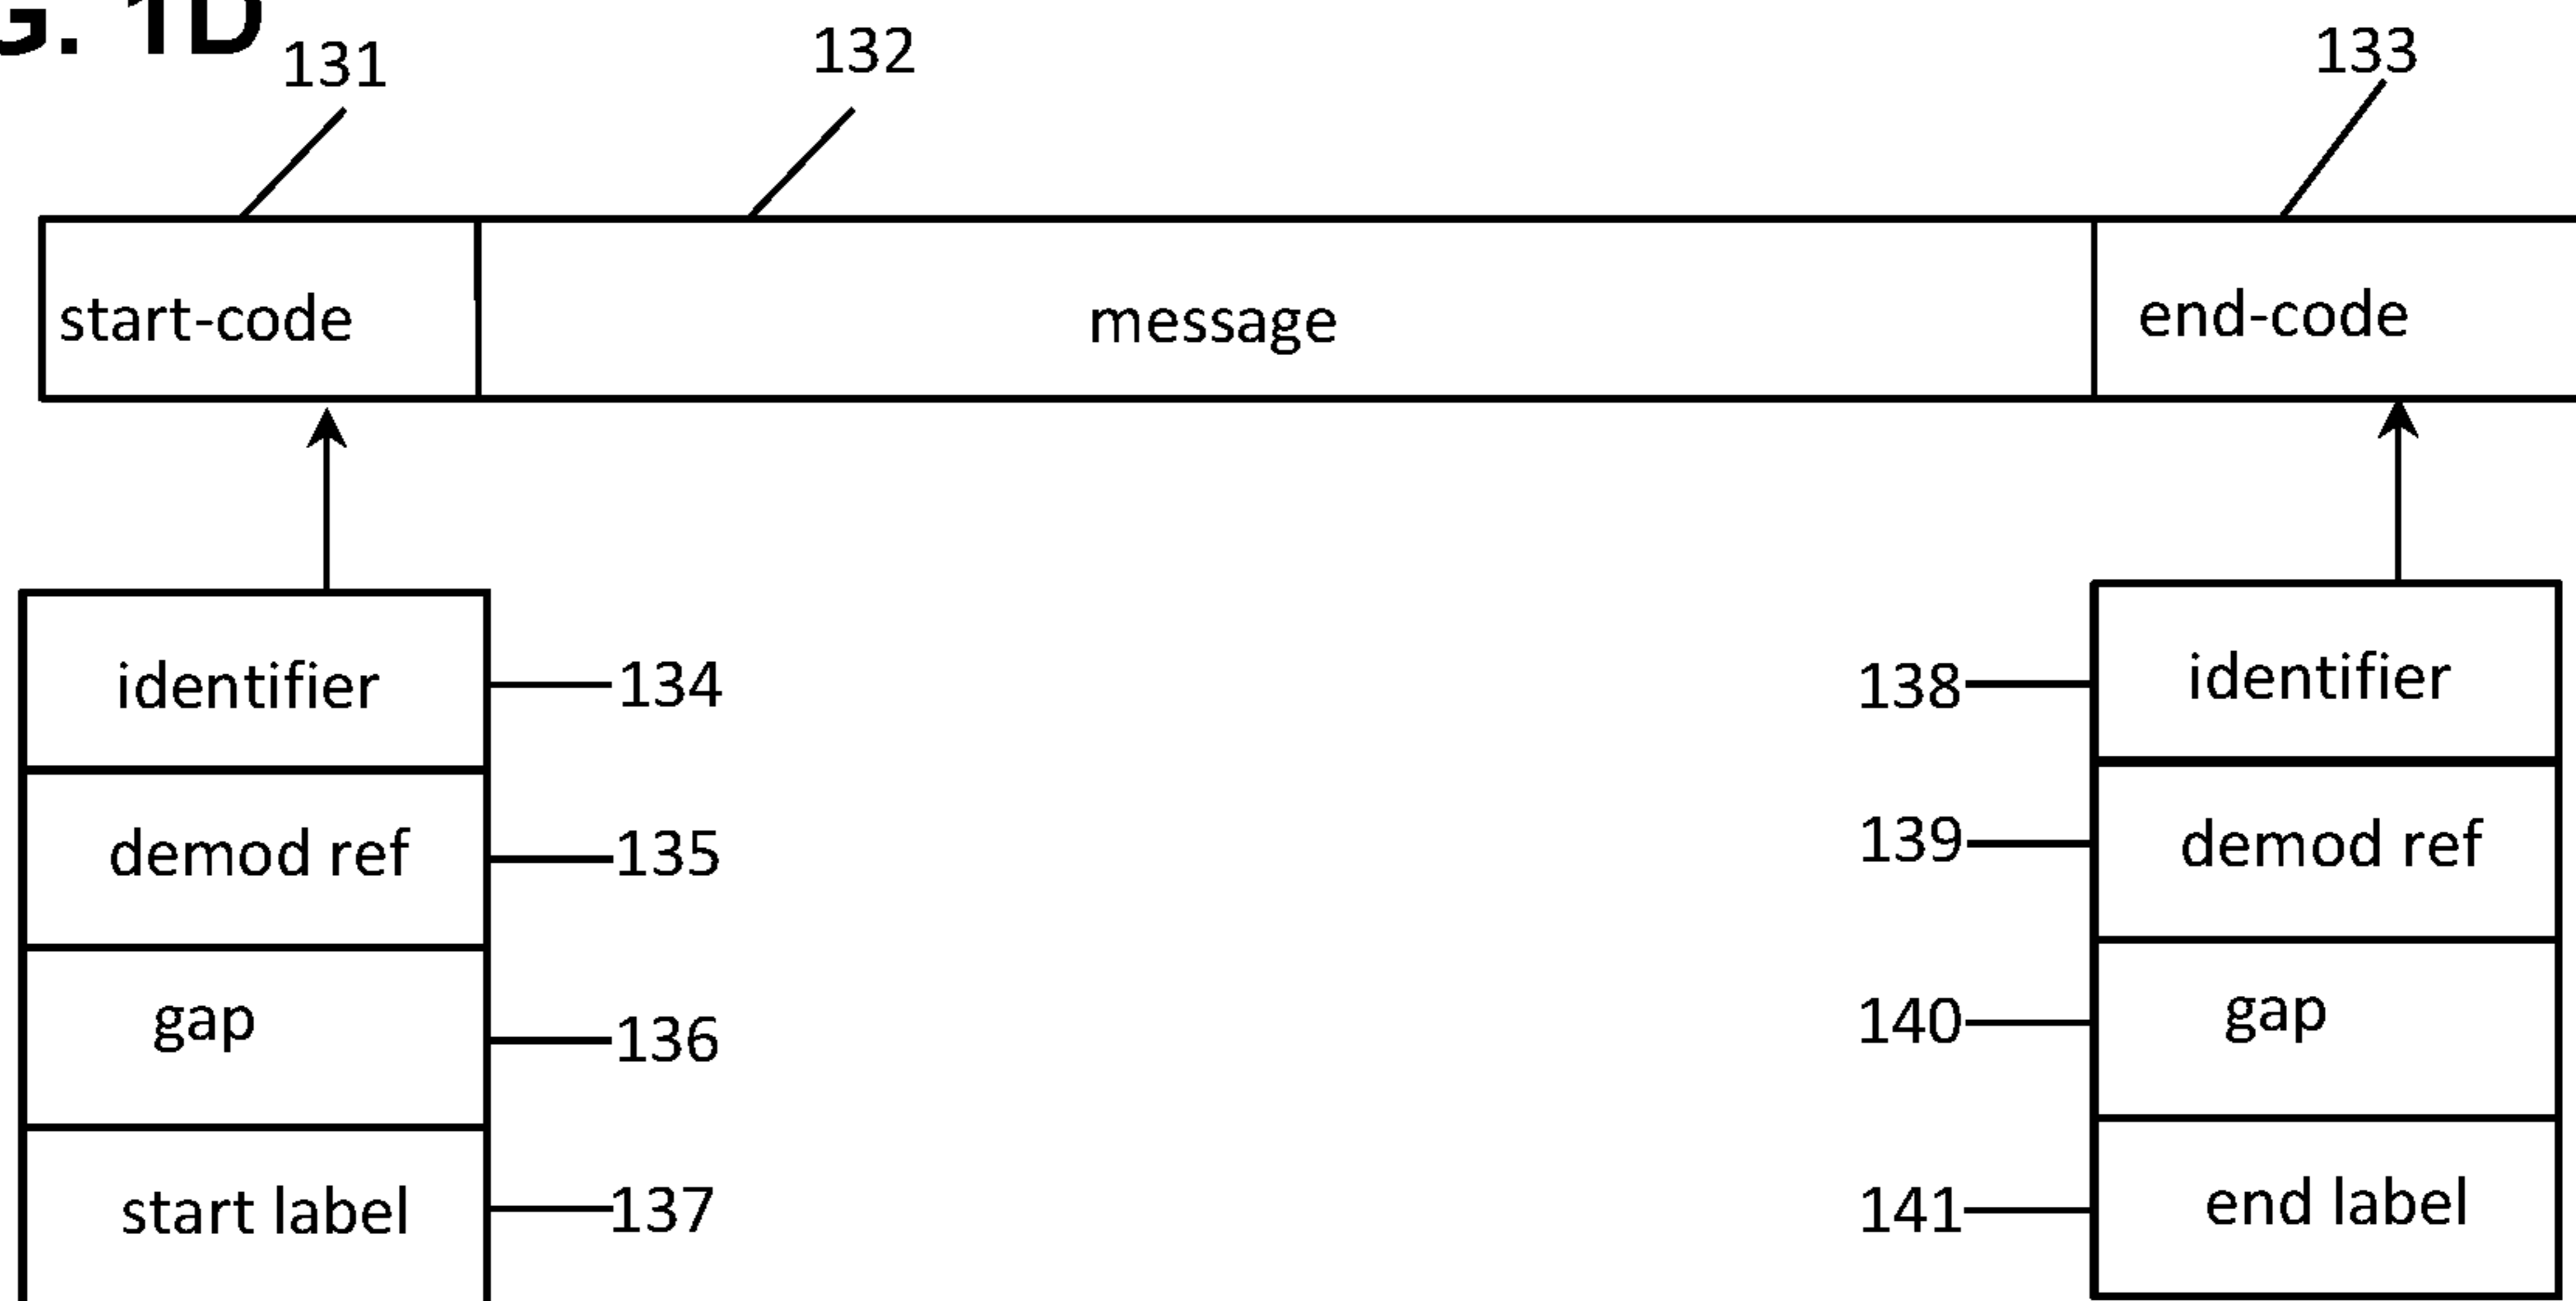 G. 1D
131
132
133
start-code
message
end-code
identifier
134
demod ref
135
gap
136
start label
137
138
identifier
139
demod ref
140
gap
141
end label